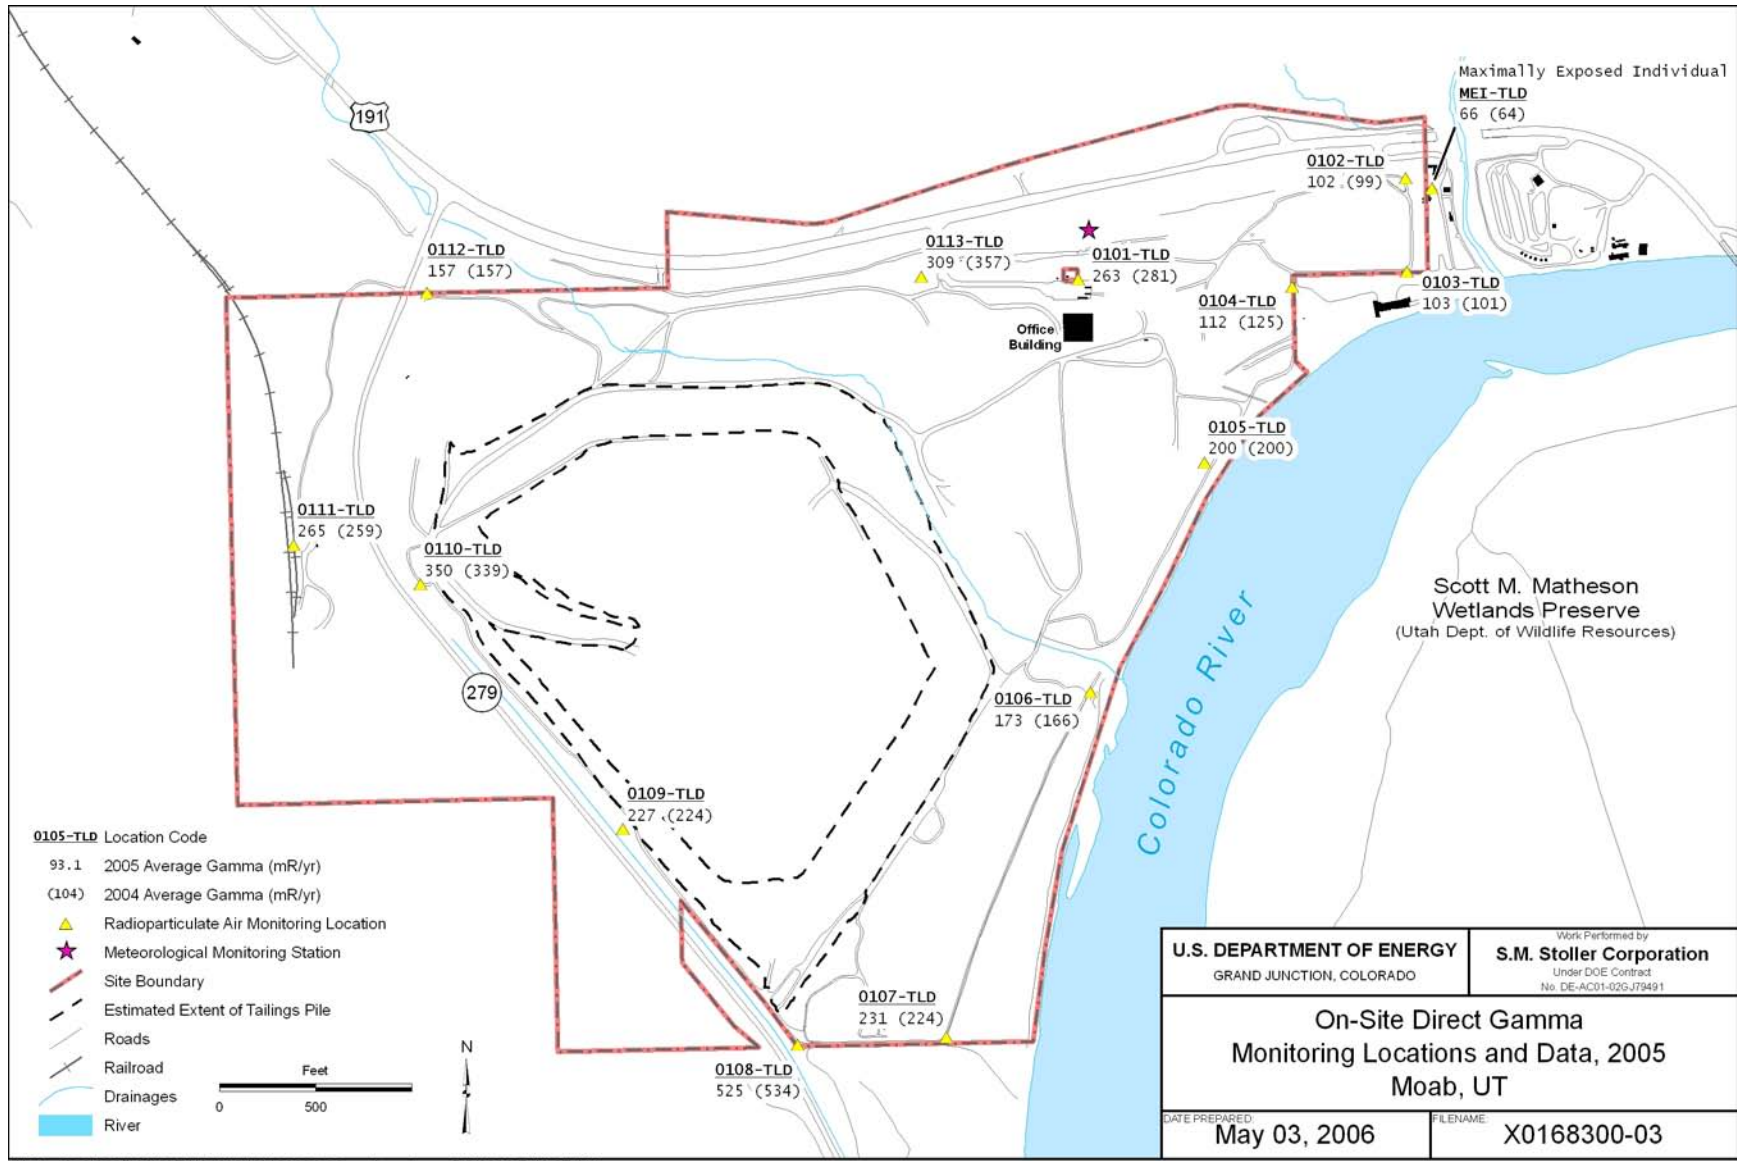 Maximally Exposed Individual
MEI-TLD
66 (64)
191
0102-TLD
102 (99)
0112-TLD
157 (157)
0113-TLD
309 (357)
0101-TLD
263 (281)
0103-TLD
103 (101)
0104-TLD
112 (125)
Office
Building
0105-TLD
200 (200)
0111-TLD
265 (259)
0110-TLD
350 (339)
Scott M. Matheson
Wetlands Preserve
(Utah Dept. of Wildlife Resources)
Colorado River
279
0106-TLD
173 (166)
0109-TLD
227 (224)
0107-TLD
231 (224)
0108-TLD
525 (534)
0105-TLD Location Code
93.1 2005 Average Gamma (mR/yr)
(104) 2004 Average Gamma (mR/yr)
Radioparticulate Air Monitoring Location
Meteorological Monitoring Station
Site Boundary
Estimated Extent of Tailings Pile
Roads
Railroad
Drainages
River
Feet
0 500
N
U.S. DEPARTMENT OF ENERGY
GRAND JUNCTION, COLORADO
Work Performed by
S.M. Stoller Corporation
Under DOE Contract
No. DE-AC01-02GJ79491
On-Site Direct Gamma
Monitoring Locations and Data, 2005
Moab, UT
DATE PREPARED:
May 03, 2006
FILENAME:
X0168300-03